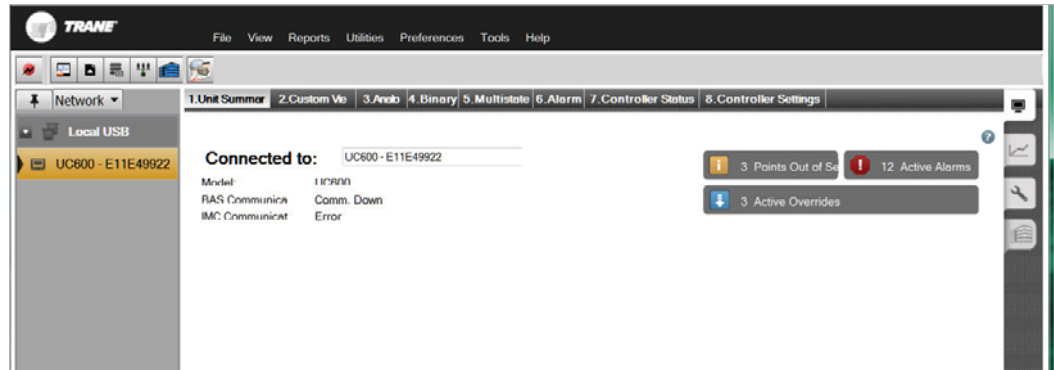 TRANE
File View Reports Utilities Preferences Tools Help
Network
1.Unit Summar 2.Custom Vie 3.Analo 4.Binary 5.Multistate 6.Alarm 7.Controller Status 8.Controller Settings
Local USB
UC600 - E11E49922
Connected to: UC600 - E11E49922
3 Points Out of Se
12 Active Alarms
Model: UC600
BAS Communica Comm. Down
3 Active Overrides
IMC Communicat Error